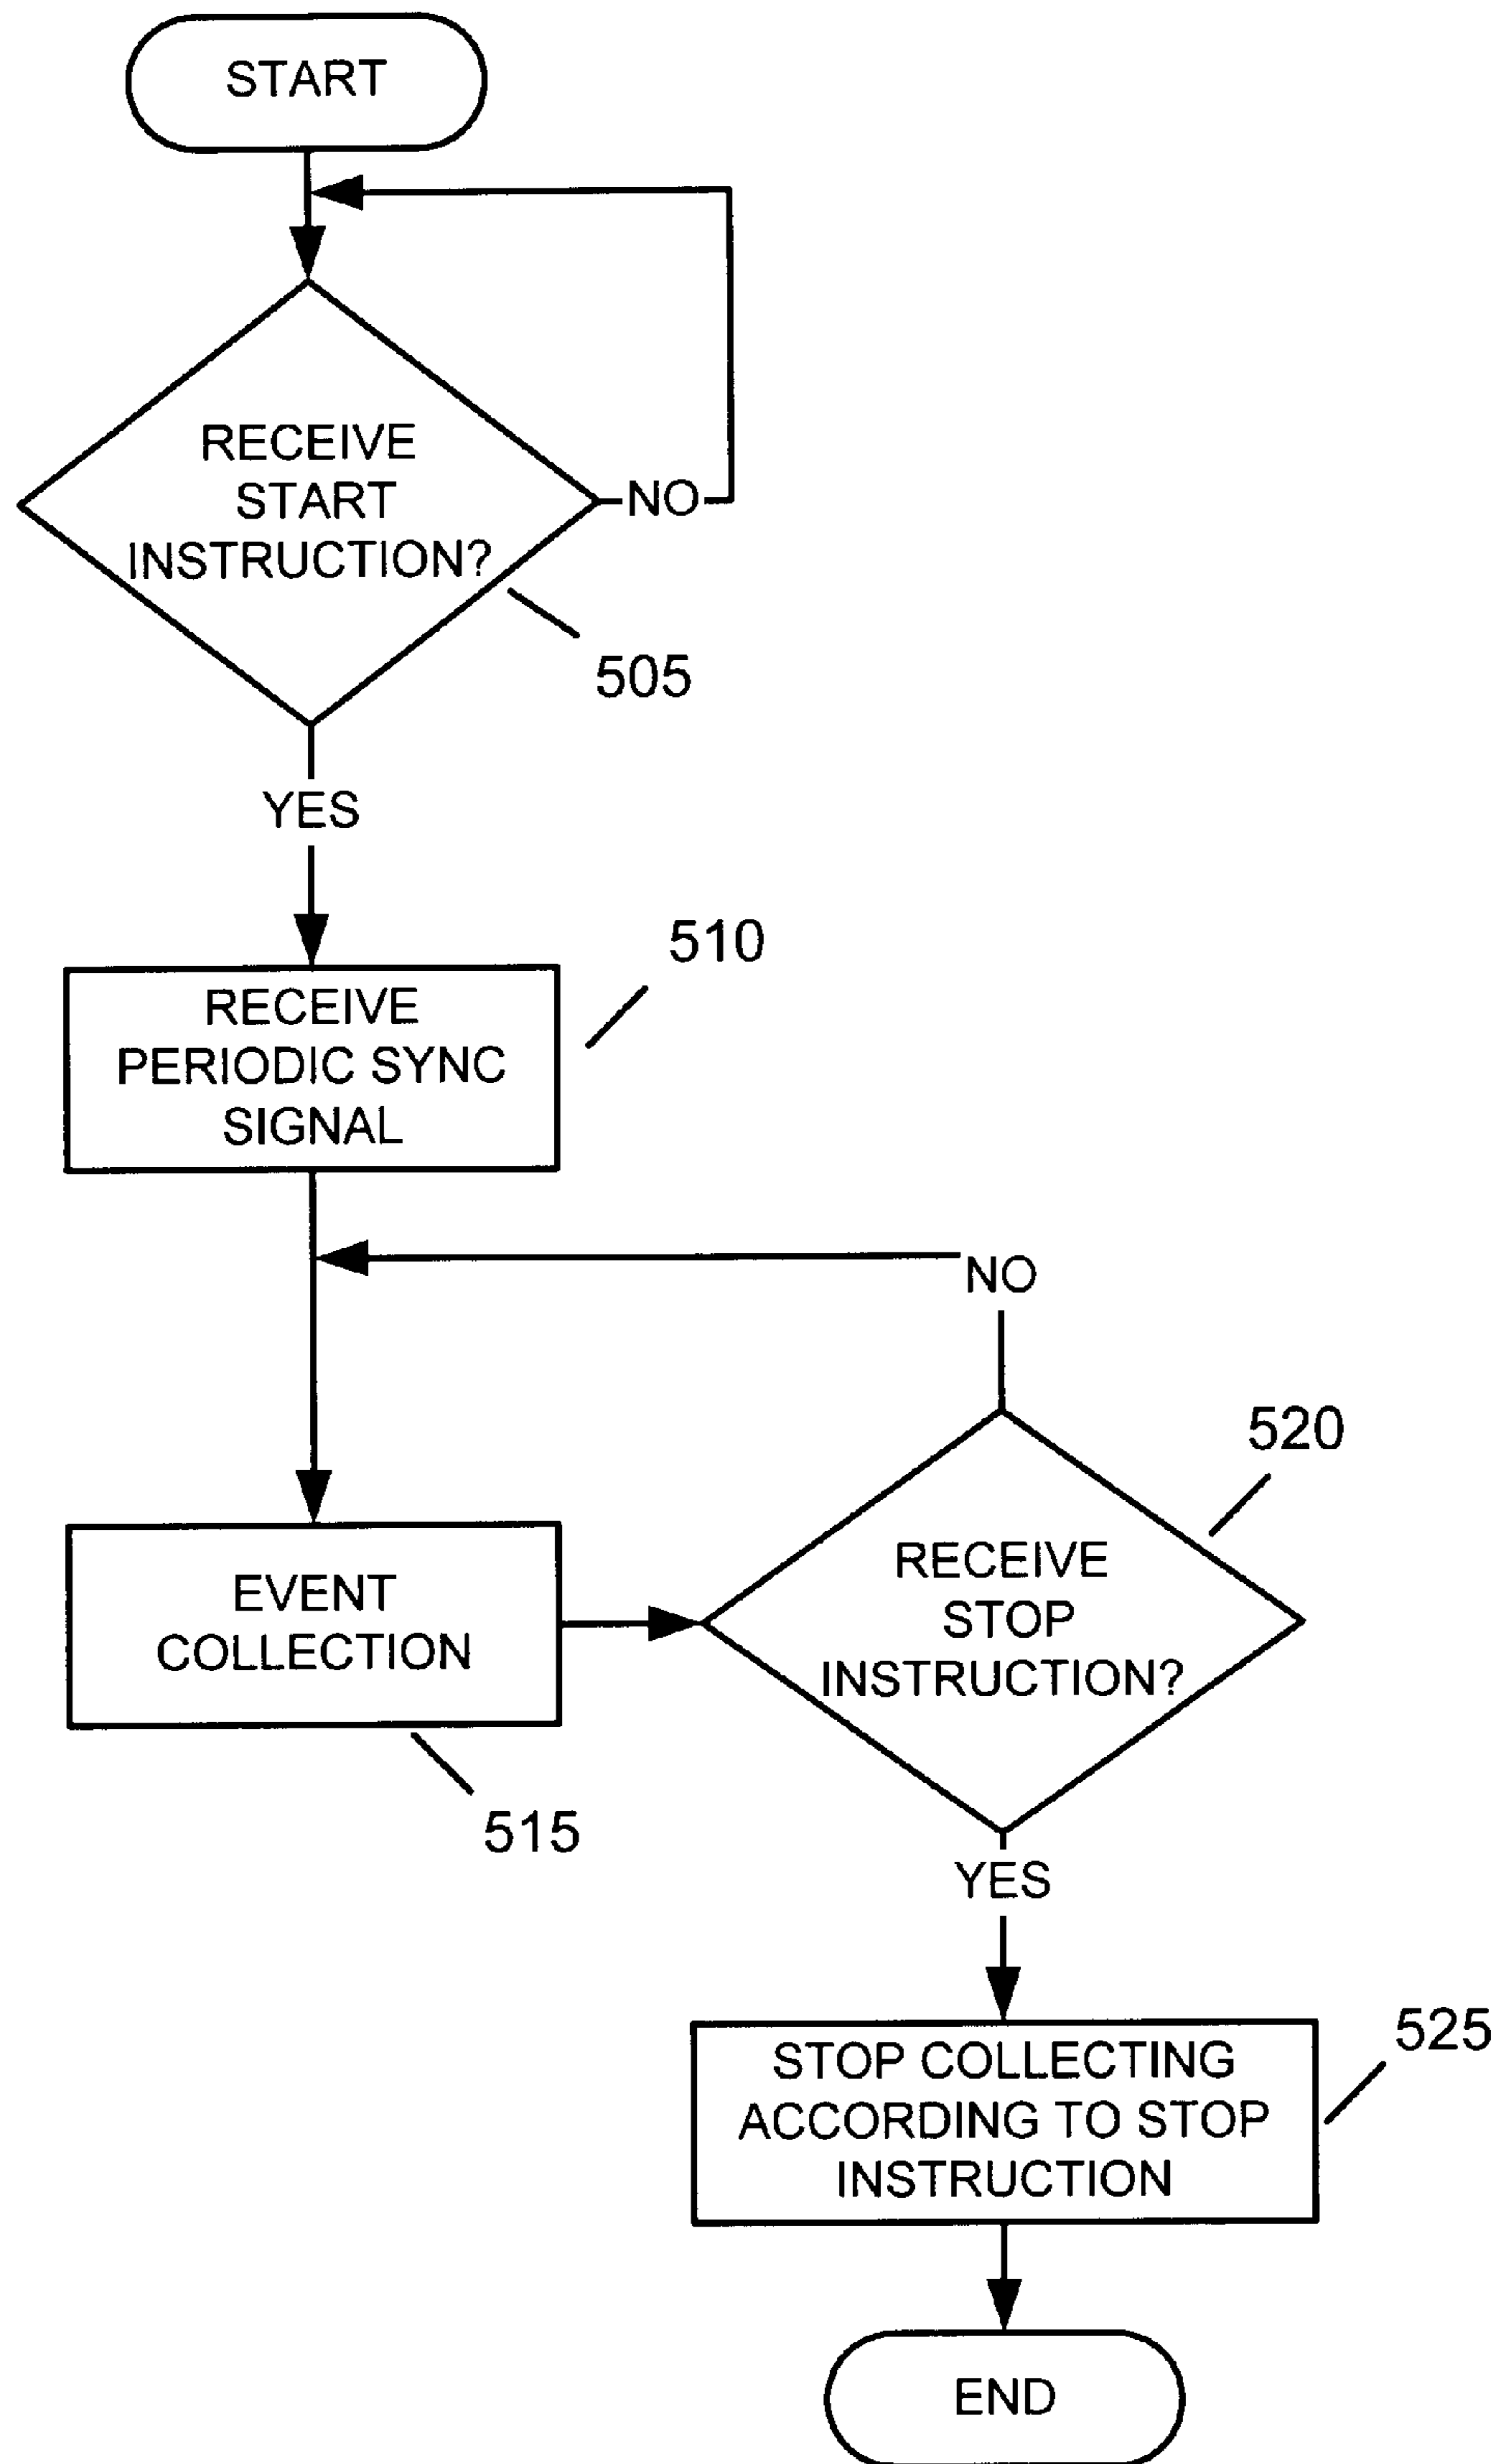 START
RECEIVE
START
INSTRUCTION?
NO
505
YES
510
RECEIVE
PERIODIC SYNC
SIGNAL
NO
520
EVENT
COLLECTION
515
RECEIVE
STOP
INSTRUCTION?
YES
525
STOP COLLECTING
ACCORDING TO STOP
INSTRUCTION
END